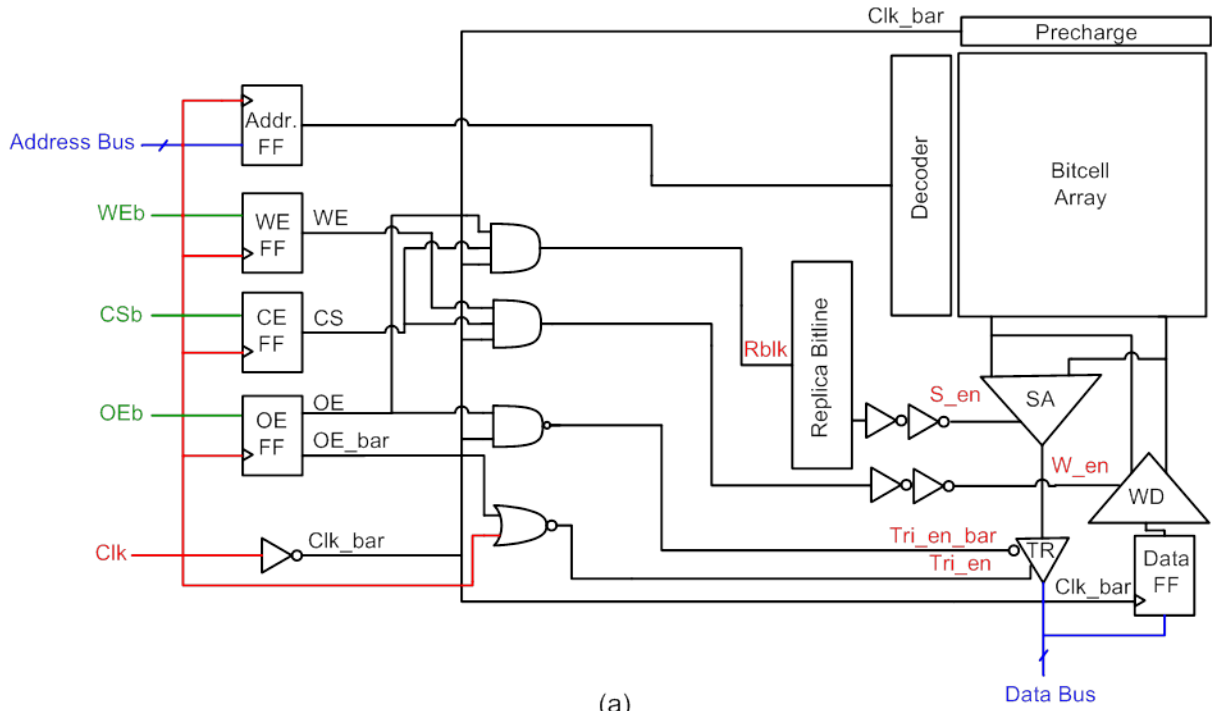 Clk_bar
Precharge
Addr.
FF
Address Bus
Decoder
Bitcell
Array
WEb
WE
FF
WE
CSb
CE
FF
CS
Rblk
Replica Bitline
S_en
SA
OEb
OE
FF
OE
OE_bar
W_en
WD
Clk
Clk_bar
Tri_en_bar
Tri_en
TR
Clk_bar
Data
FF
Data Bus
(a)